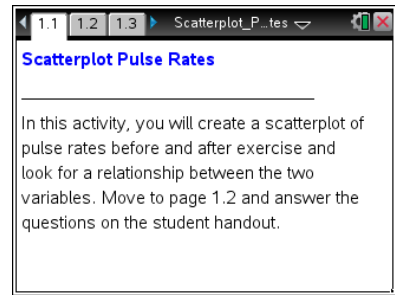 1.1 1.2 1.3 Scatterplot_P...tes
Scatterplot Pulse Rates
In this activity, you will create a scatterplot of
pulse rates before and after exercise and
look for a relationship between the two
variables. Move to page 1.2 and answer the
questions on the student handout.